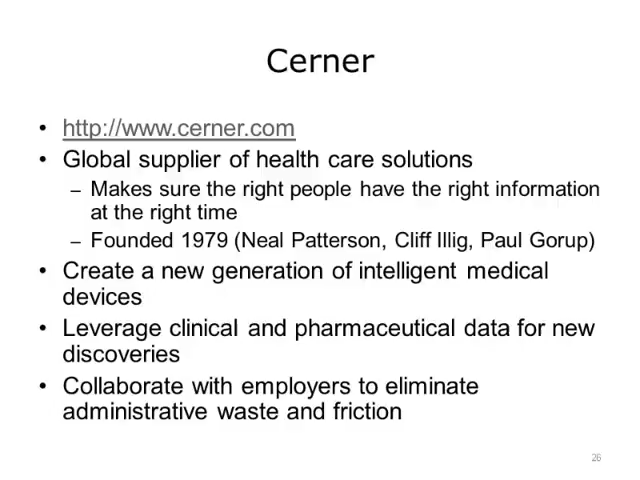 Cerner
• http://www.cerner.com
• Global supplier of health care solutions
– Makes sure the right people have the right information
at the right time
– Founded 1979 (Neal Patterson, Cliff Illig, Paul Gorup)
• Create a new generation of intelligent medical
devices
• Leverage clinical and pharmaceutical data for new
discoveries
• Collaborate with employers to eliminate
administrative waste and friction
26